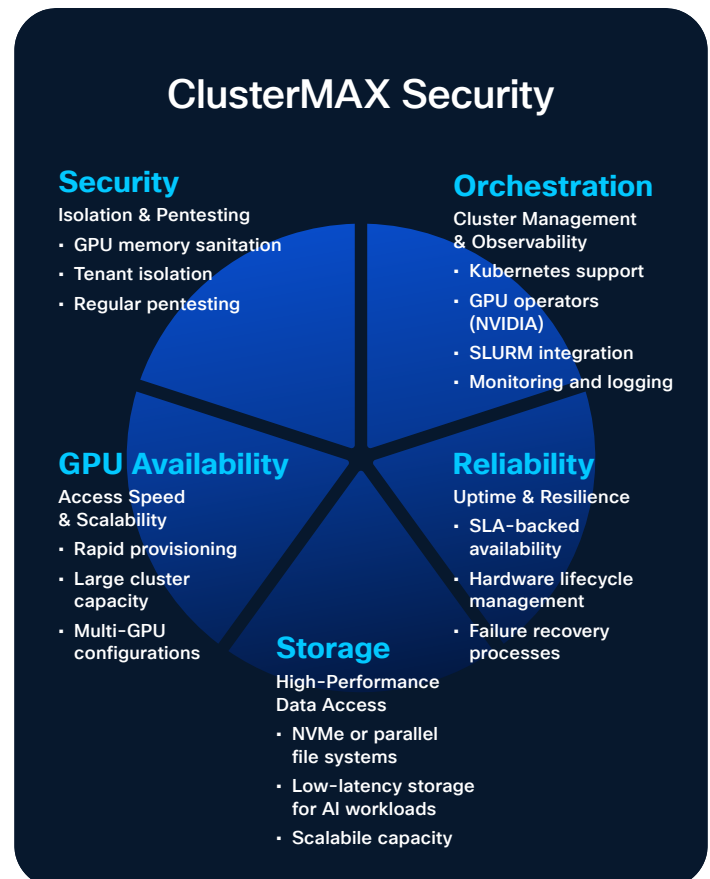 ClusterMAX Security
Security
Isolation & Pentesting
· GPU memory sanitation
· Tenant isolation
· Regular pentesting
Orchestration
Cluster Management
& Observability
· Kubernetes support
· GPU operators
(NVIDIA)
· SLURM integration
· Monitoring and logging
GPU Availability
Access Speed
& Scalability
· Rapid provisioning
· Large cluster
capacity
· Multi-GPU
configurations
Reliability
Uptime & Resilience
· SLA-backed
availability
· Hardware lifecycle
management
· Failure recovery
processes
Storage
High-Performance
Data Access
· NVMe or parallel
file systems
· Low-latency storage
for AI workloads
· Scalabile capacity